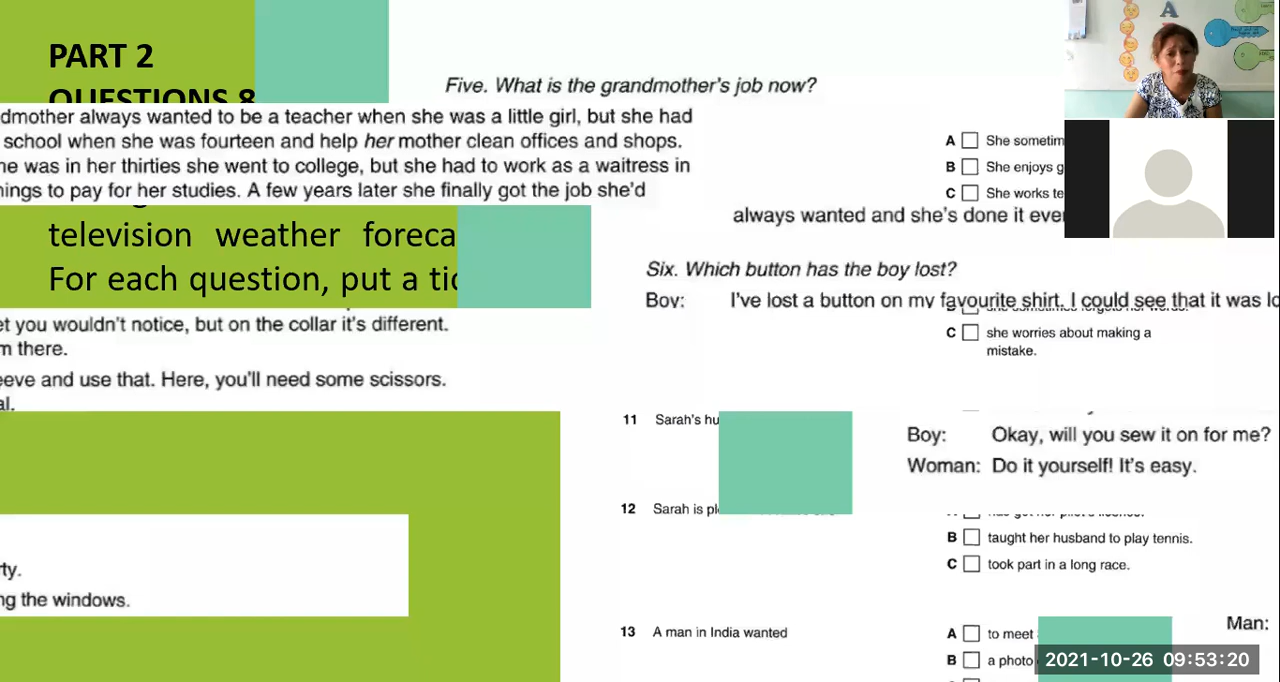 PART 2
QUESTIONS 8
Five. What is the grandmother's job now?
dmother always wanted to be a teacher when she was a little girl, but she had
school when she was fourteen and help her mother clean offices and shops.
he was in her thirties she went to college, but she had to work as a waitress in
nings to pay for her studies. A few years later she finally got the job she'd
A She sometim
B She enjoys g
C She works te
always wanted and she's done it ever
television weather foreca
For each question, put a tic
Six. Which button has the boy lost?
Boy: I've lost a button on my favourite shirt. I could see that it was lo
et you wouldn't notice, but on the collar it's different.
m there.
eeve and use that. Here, you'll need some scissors.
al.
C she worries about making a
mistake.
11 Sarah's hu
Boy: Okay, will you sew it on for me?
Woman: Do it yourself! It's easy.
12 Sarah is pl
B taught her husband to play tennis.
C took part in a long race.
rty.
ng the windows.
13 A man in India wanted
A to meet
B a photo
Man:
2021-10-26 09:53:20